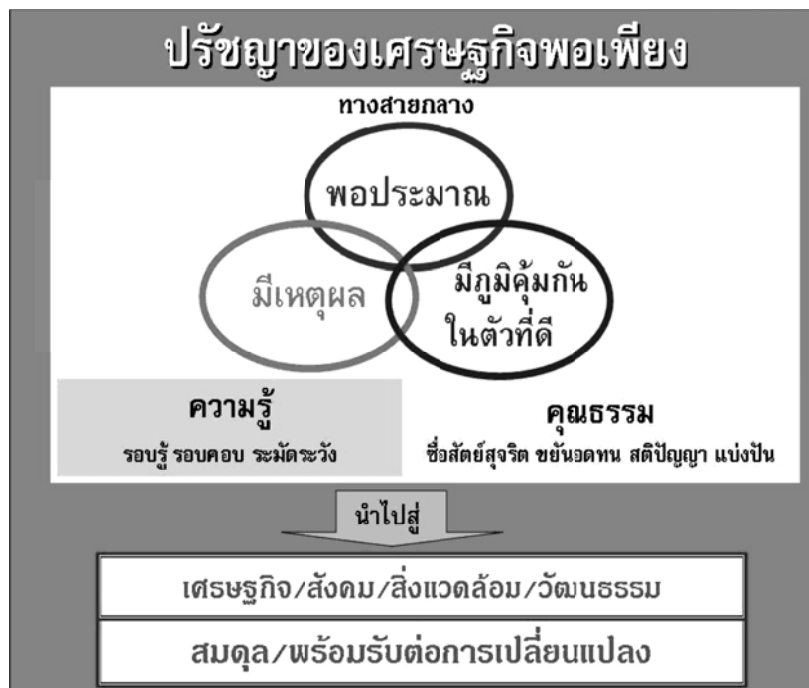 ปรัชญาของเศรษฐกิจพอเพียง
ทางสายกลาง
พอประมาณ
มีเหตุผล
มีภูมิคุ้มกัน
ในตัวที่ดี
ความรู้
รอบรู้ รอบคอบ ระมัดระวัง
คุณธรรม
ซื่อสัตย์สุจริต ขยันอดทน สติปัญญา แบ่งปัน
นำไปสู่
เศรษฐกิจ/สังคม/สิ่งแวดล้อม/วัฒนธรรม
สมดุล/พร้อมรับต่อการเปลี่ยนแปลง